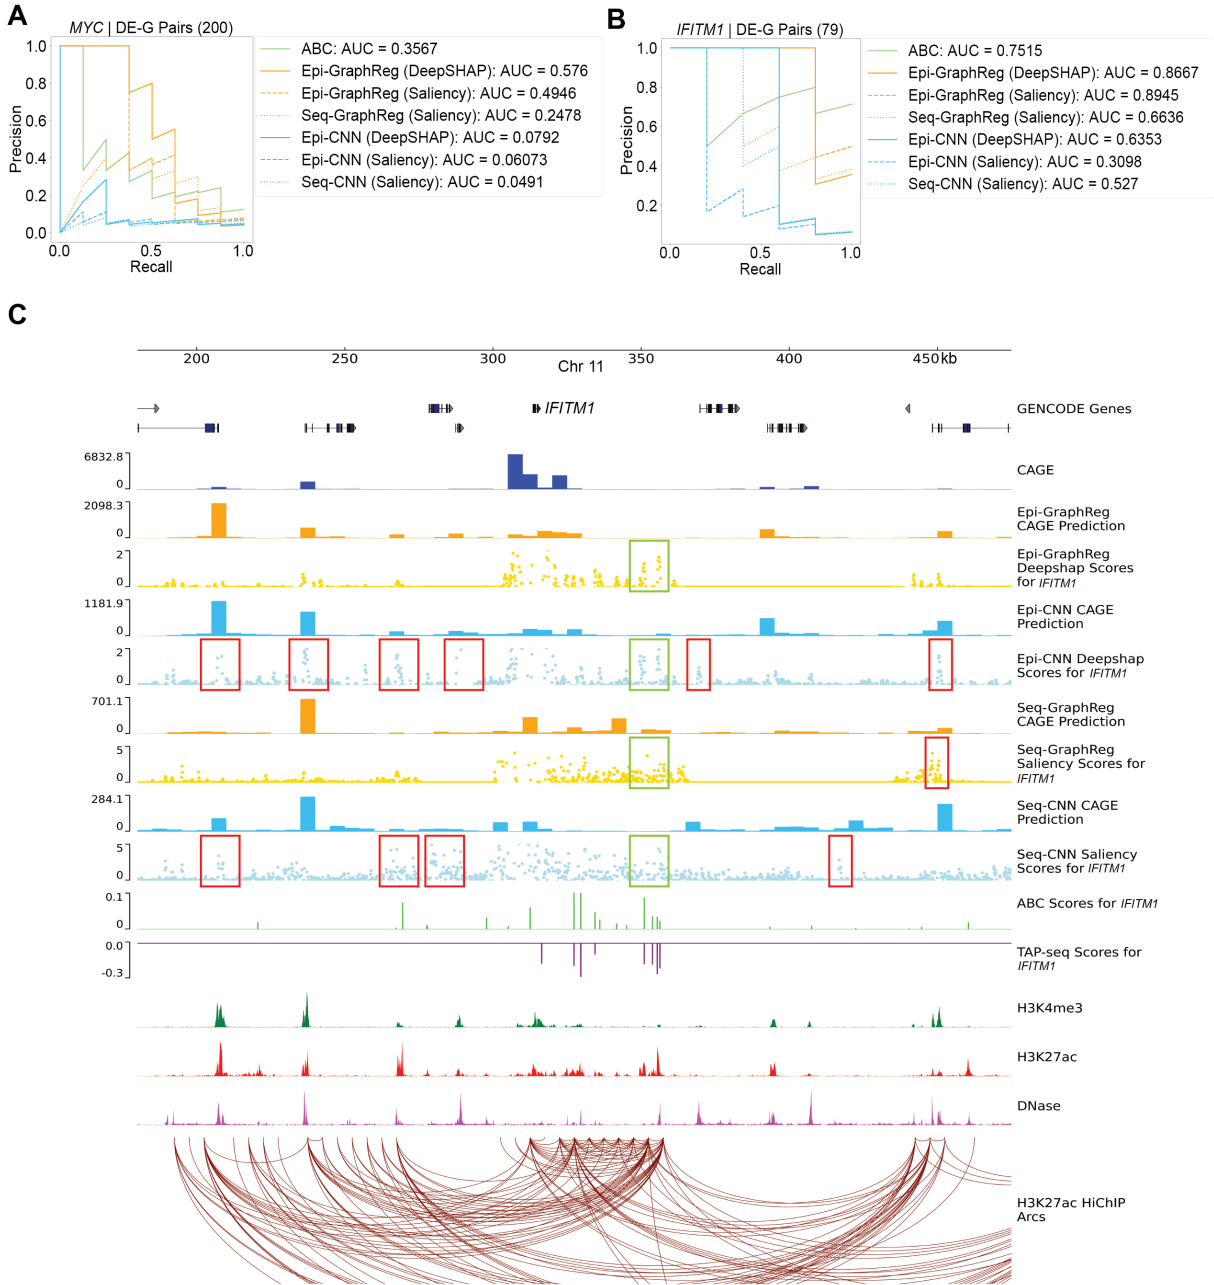 A
MYC | DE-G Pairs (200)
1.0
0.8
0.6
0.4
0.2
0.0
Precision
0.0
0.5
1.0
Recall
ABC: AUC = 0.3567
Epi-GraphReg (DeepSHAP): AUC = 0.576
Epi-GraphReg (Saliency): AUC = 0.4946
Seq-GraphReg (Saliency): AUC = 0.2478
Epi-CNN (DeepSHAP): AUC = 0.0792
Epi-CNN (Saliency): AUC = 0.06073
Seq-CNN (Saliency): AUC = 0.0491
B
IFITM1 | DE-G Pairs (79)
1.0
0.8
0.6
0.4
0.2
Precision
0.0
0.5
1.0
Recall
ABC: AUC = 0.7515
Epi-GraphReg (DeepSHAP): AUC = 0.8667
Epi-GraphReg (Saliency): AUC = 0.8945
Seq-GraphReg (Saliency): AUC = 0.6636
Epi-CNN (DeepSHAP): AUC = 0.6353
Epi-CNN (Saliency): AUC = 0.3098
Seq-CNN (Saliency): AUC = 0.527
C
200 250 300 350 400 450kb
Chr 11
IFITM1
GENCODE Genes
6832.8
0
CAGE
2098.3
0
Epi-GraphReg
CAGE Prediction
2
0
Epi-GraphReg
Deepshap Scores
for IFITM1
1181.9
0
Epi-CNN CAGE
Prediction
2
0
Epi-CNN Deepshap
Scores for IFITM1
701.1
0
Seq-GraphReg
CAGE Prediction
5
0
Seq-GraphReg
Saliency Scores for
IFITM1
284.1
0
Seq-CNN CAGE
Prediction
5
0
Seq-CNN Saliency
Scores for IFITM1
0.1
0
ABC Scores for IFITM1
0.0
-0.3
TAP-seq Scores for
IFITM1
H3K4me3
H3K27ac
DNase
H3K27ac HiChIP
Arcs